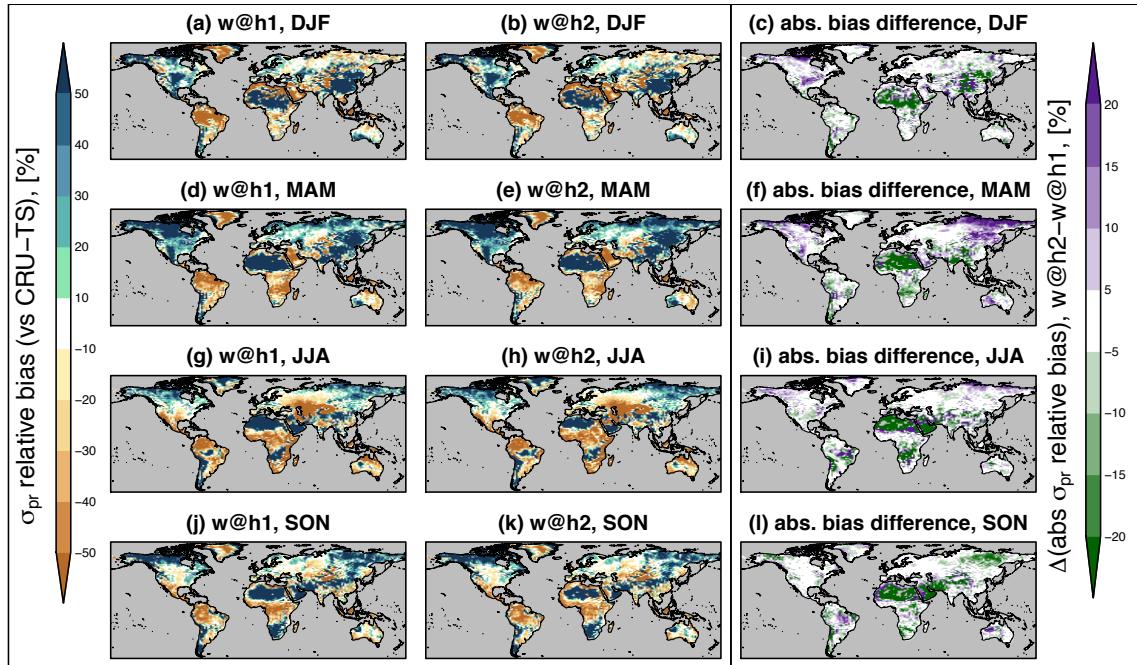 (a) w@h1, DJF
(b) w@h2, DJF
(c) abs. bias difference, DJF
(d) w@h1, MAM
(e) w@h2, MAM
(f) abs. bias difference, MAM
(g) w@h1, JJA
(h) w@h2, JJA
(i) abs. bias difference, JJA
(j) w@h1, SON
(k) w@h2, SON
(l) abs. bias difference, SON
σpr relative bias (vs CRU−TS), [%]
50
40
30
20
10
−10
−20
−30
−40
−50
20
15
10
5
−5
−10
−15
−20
Δ(abs σpr relative bias), w@h2−w@h1, [%]